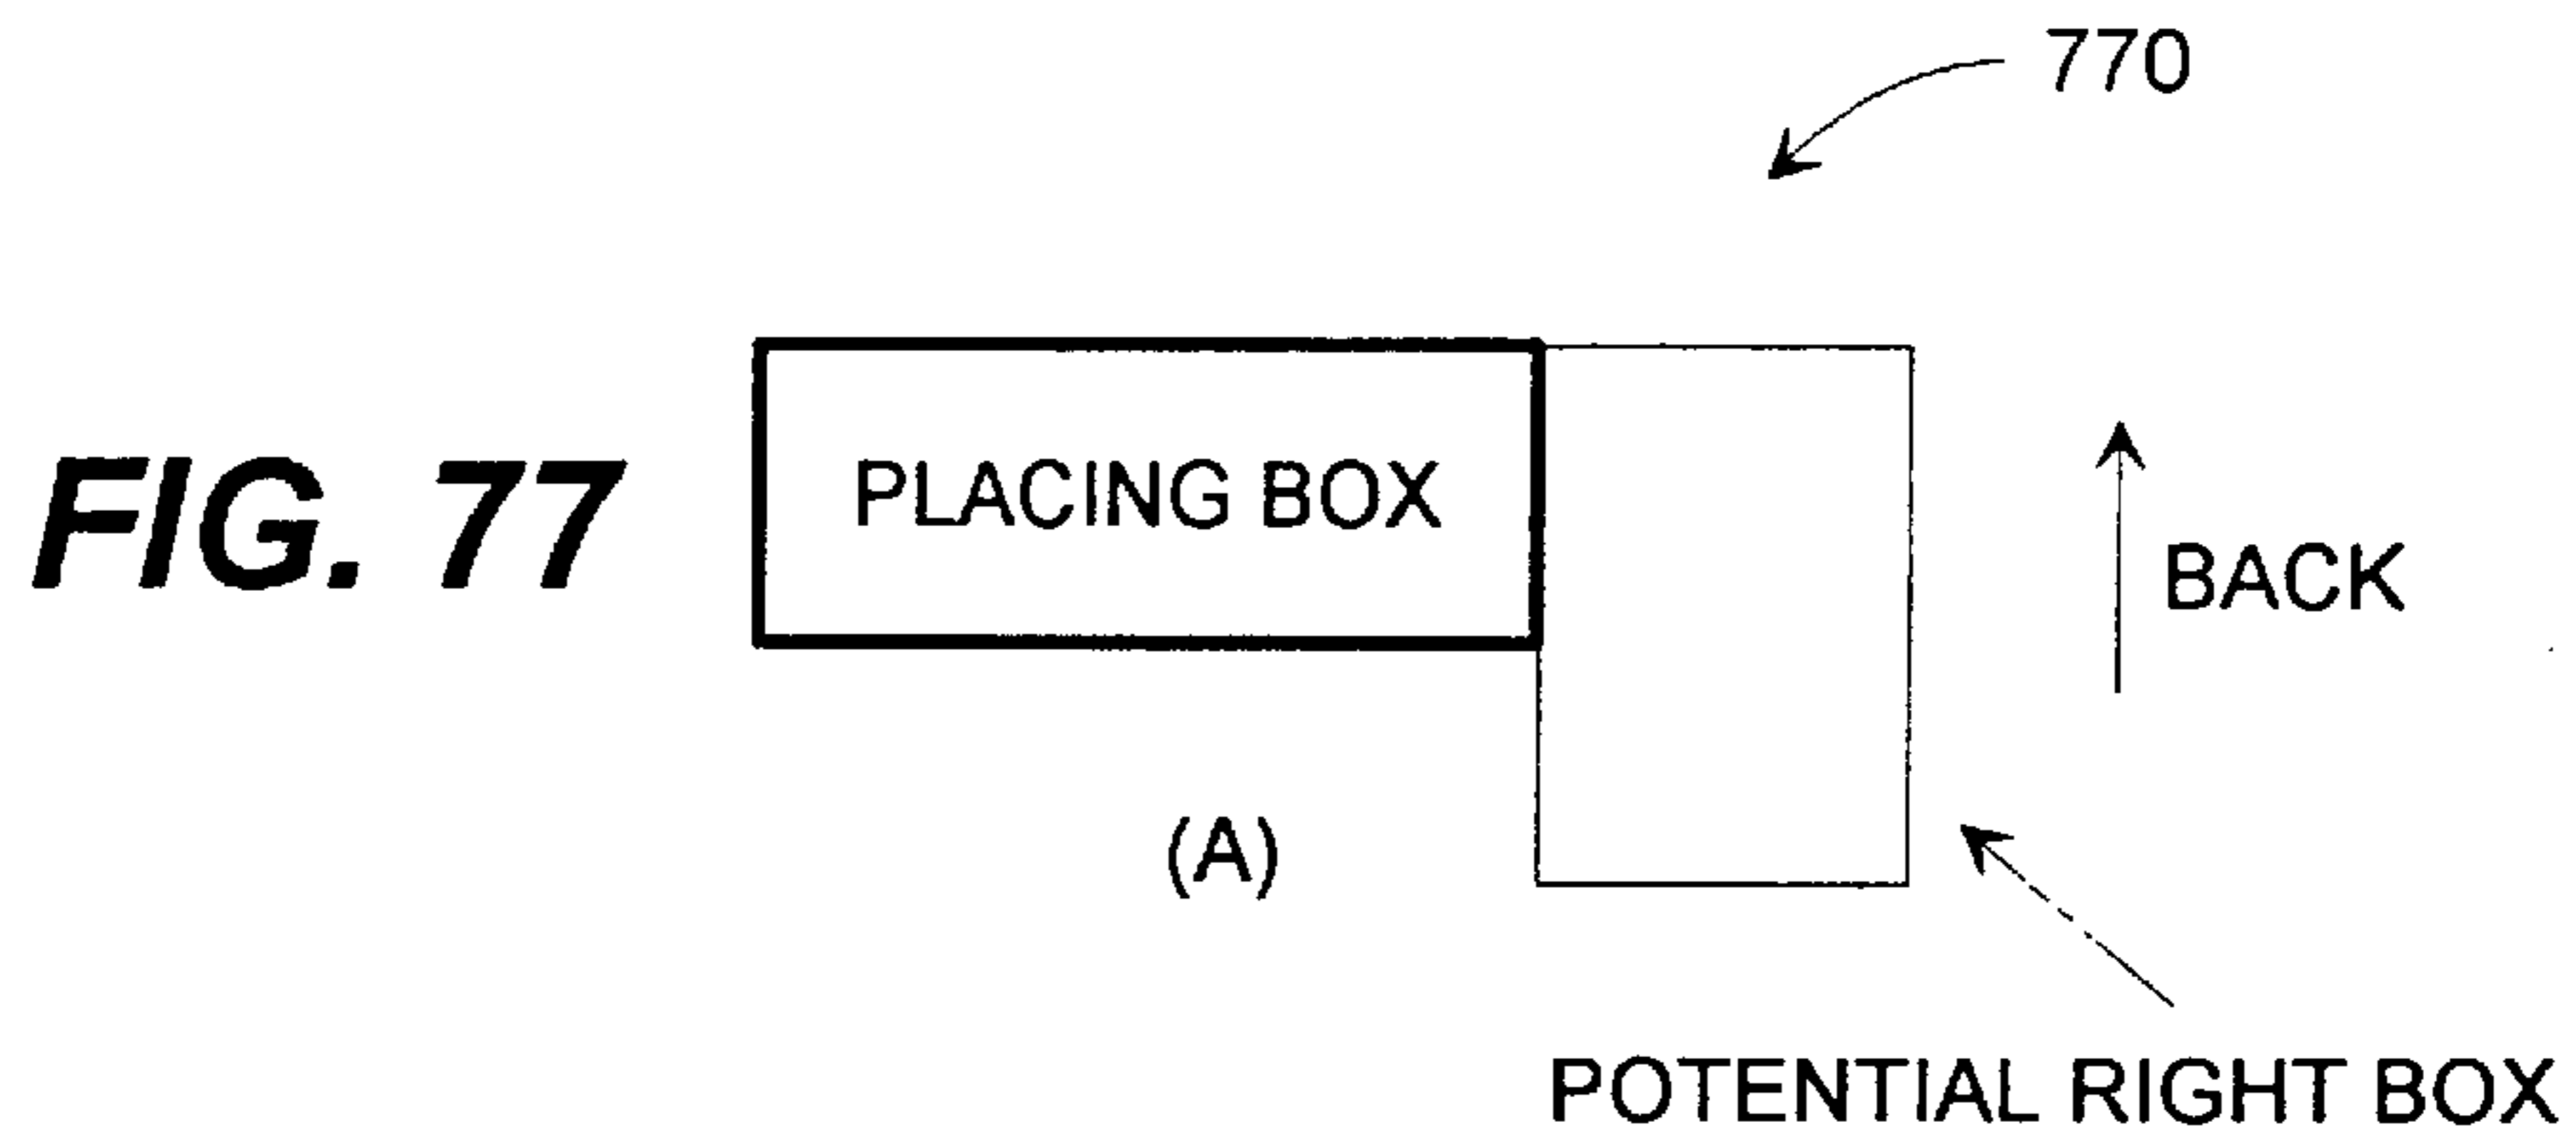 770
FIG. 77
PLACING BOX
BACK
(A)
POTENTIAL RIGHT BOX